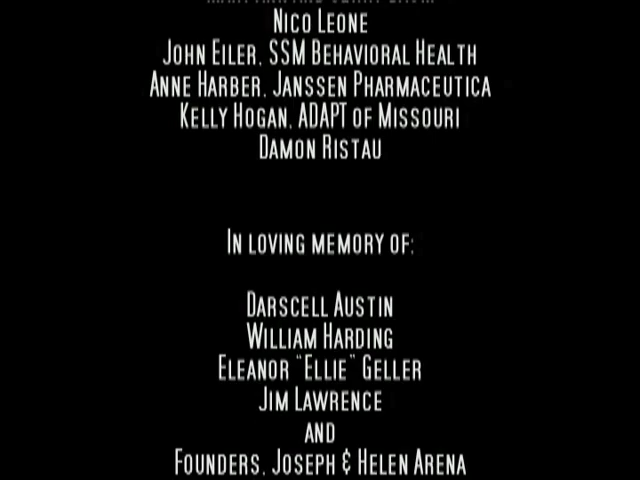 Nico Leone
John Eiler, SSM Behavioral Health
Anne Harber, Janssen Pharmaceutica
Kelly Hogan, ADAPT of Missouri
Damon Ristau
In loving memory of:
Darscell Austin
William Harding
Eleanor “Ellie” Geller
Jim Lawrence
and
Founders, Joseph & Helen Arena